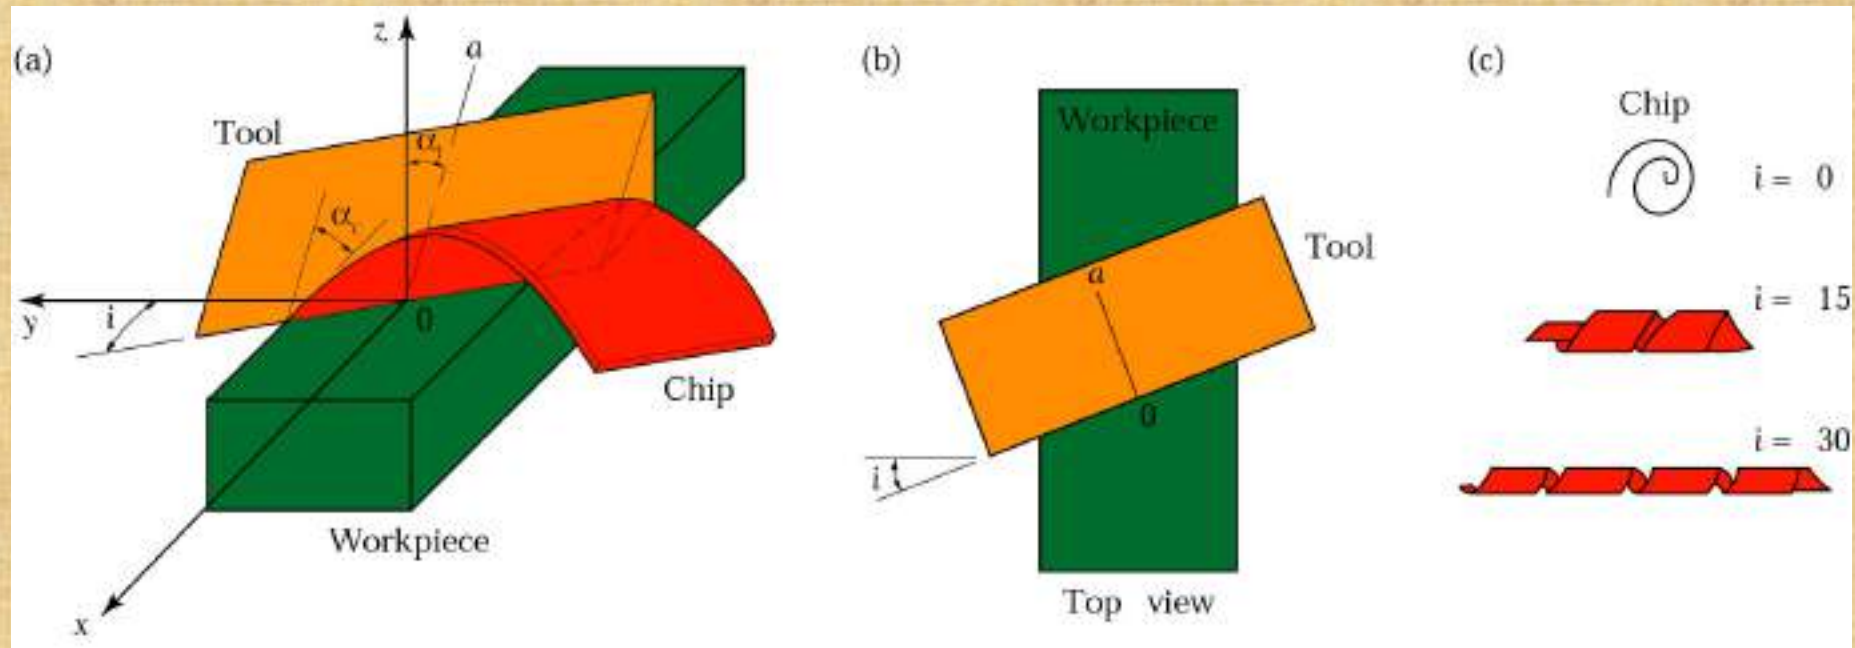 (a)
z
a
Tool
α
α
y
i
0
Chip
Workpiece
x
(b)
Workpiece
a
Tool
0
i
Top view
(c)
Chip
i = 0
i = 15
i = 30